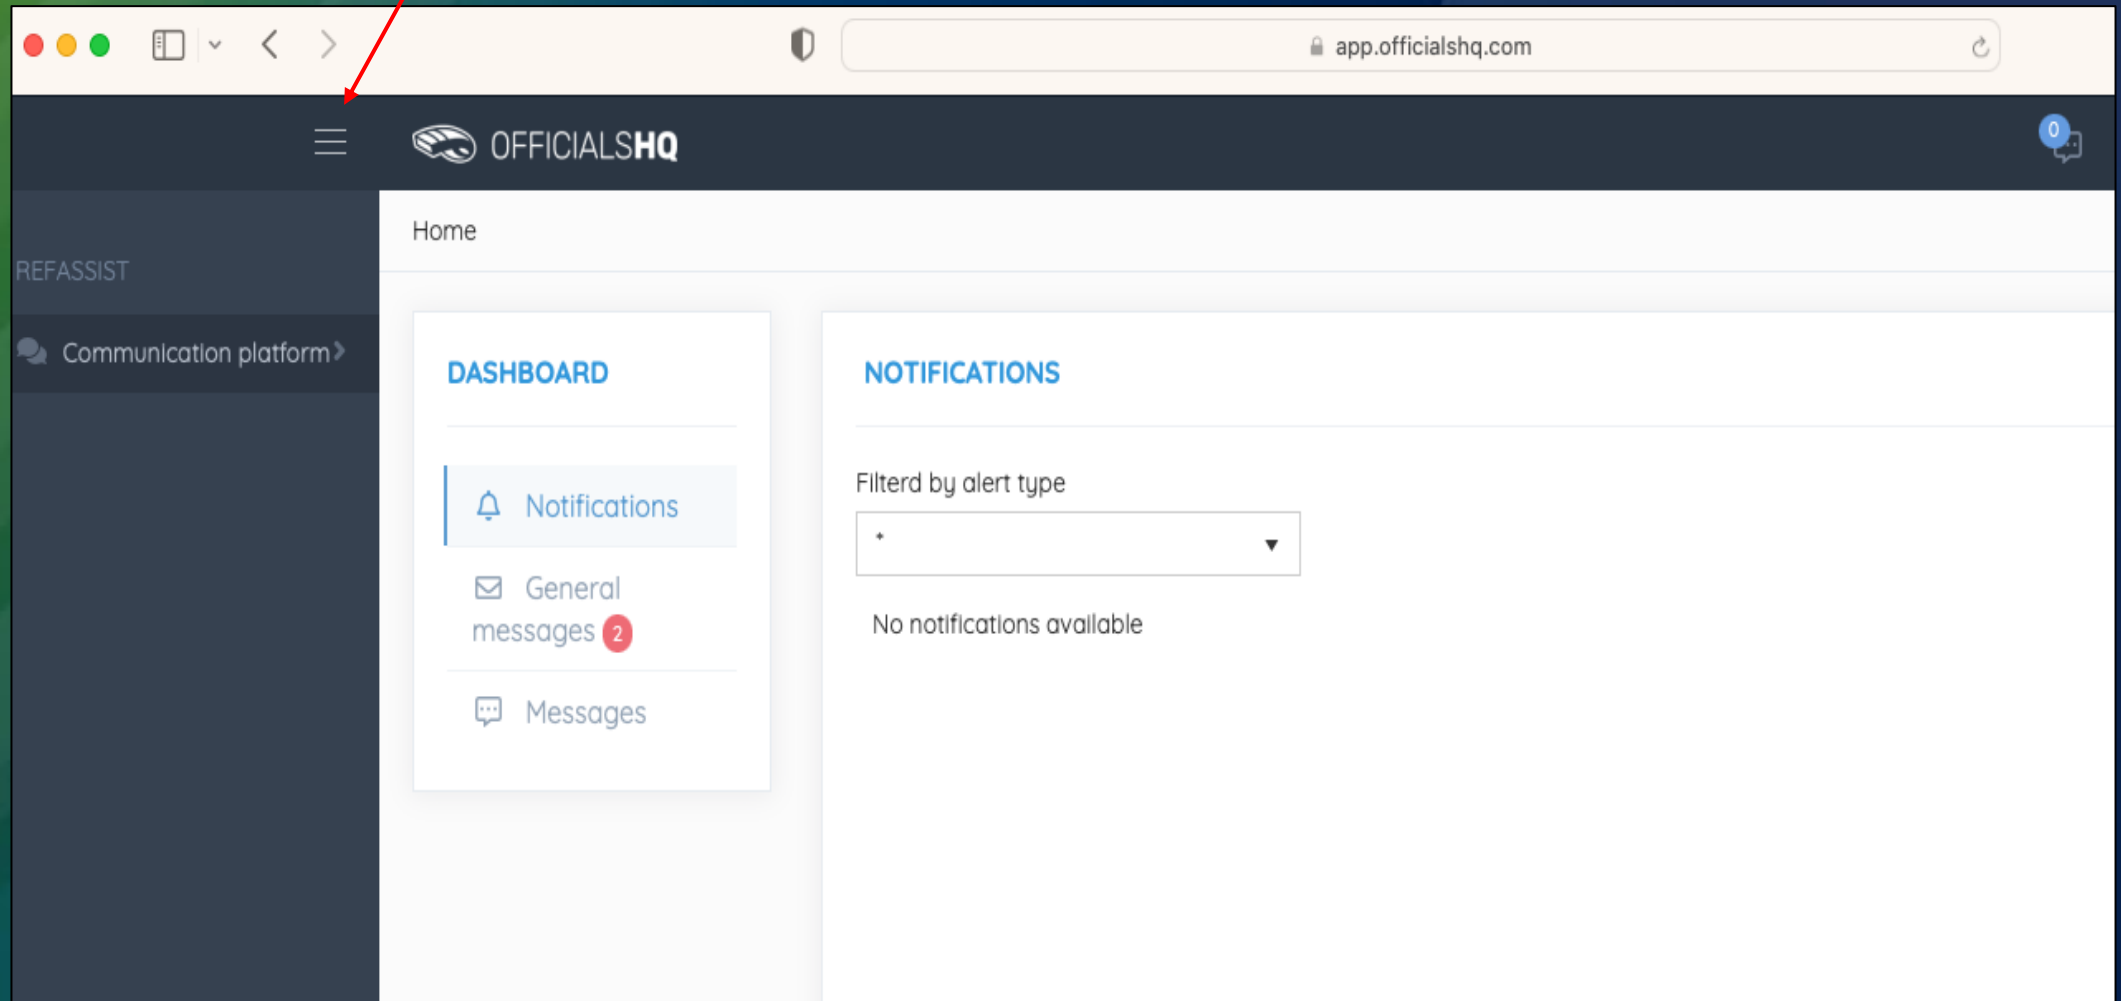 app.officialshq.com
OFFICIALSHQ
0
Home
REFASSIST
Communication platform
DASHBOARD
Notifications
General
messages 2
Messages
NOTIFICATIONS
Filterd by alert type
*
No notifications available